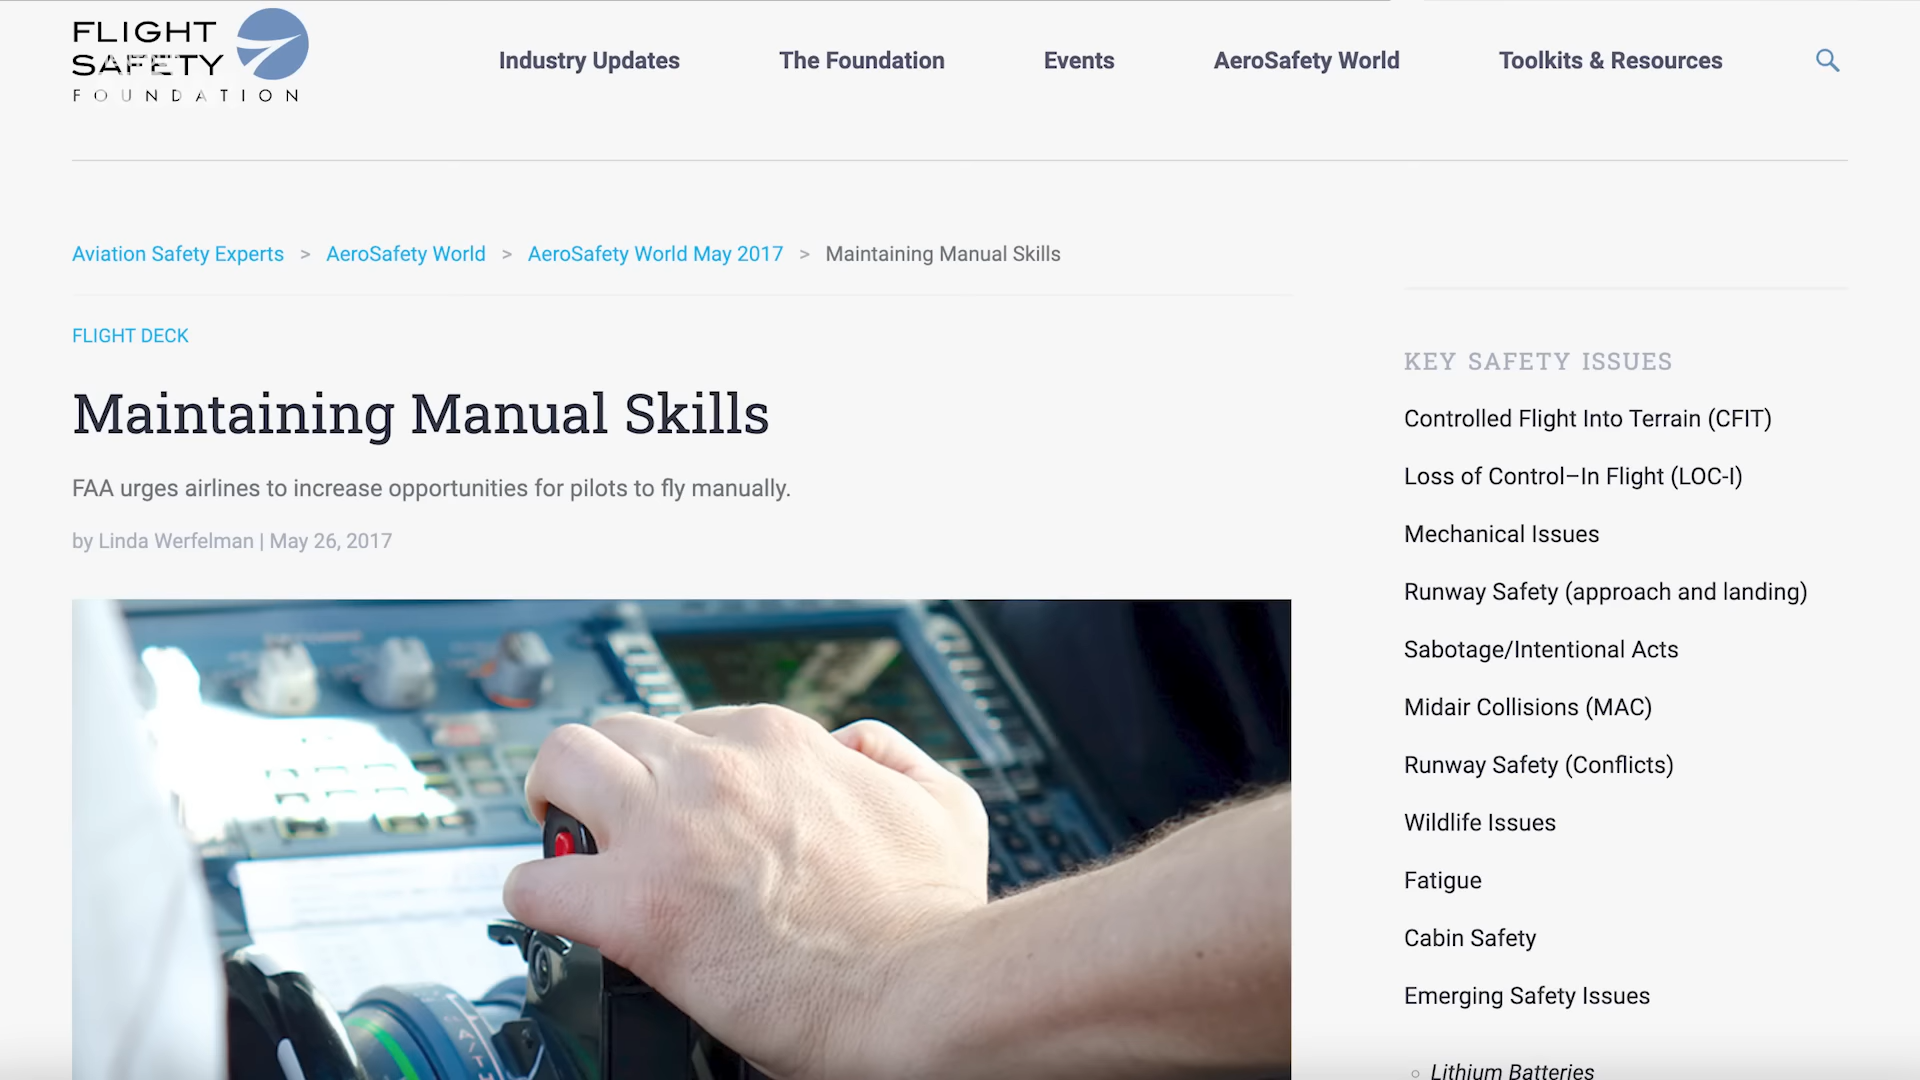 FLIGHT
SAFETY
FOUNDATION
Industry Updates
The Foundation
Events
AeroSafety World
Toolkits & Resources
Aviation Safety Experts > AeroSafety World > AeroSafety World May 2017 > Maintaining Manual Skills
FLIGHT DECK
Maintaining Manual Skills
FAA urges airlines to increase opportunities for pilots to fly manually.
by Linda Werfelman | May 26, 2017
KEY SAFETY ISSUES
Controlled Flight Into Terrain (CFIT)
Loss of Control–In Flight (LOC-I)
Mechanical Issues
Runway Safety (approach and landing)
Sabotage/Intentional Acts
Midair Collisions (MAC)
Runway Safety (Conflicts)
Wildlife Issues
Fatigue
Cabin Safety
Emerging Safety Issues
Lithium Batteries
A/T